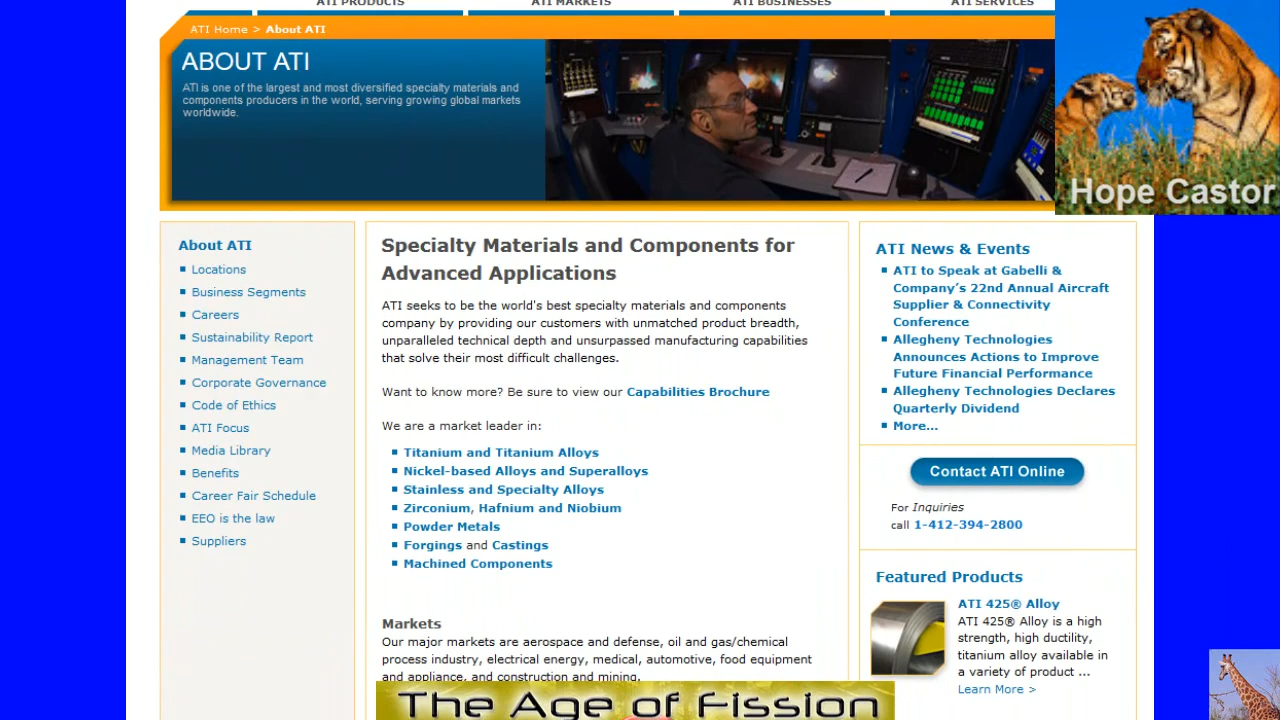 ATI PRODUCTS ATI MARKETS ATI BUSINESSES ATI SERVICES
ATI Home > About ATI
ABOUT ATI
ATI is one of the largest and most diversified specialty materials and
components producers in the world, serving growing global markets
worldwide.
Hope Castor
About ATI
Locations
Business Segments
Careers
Sustainability Report
Management Team
Corporate Governance
Code of Ethics
ATI Focus
Media Library
Benefits
Career Fair Schedule
EEO is the law
Suppliers
Specialty Materials and Components for
Advanced Applications
ATI seeks to be the world's best specialty materials and components
company by providing our customers with unmatched product breadth,
unparalleled technical depth and unsurpassed manufacturing capabilities
that solve their most difficult challenges.
Want to know more? Be sure to view our Capabilities Brochure
We are a market leader in:
Titanium and Titanium Alloys
Nickel-based Alloys and Superalloys
Stainless and Specialty Alloys
Zirconium, Hafnium and Niobium
Powder Metals
Forgings and Castings
Machined Components
Markets
Our major markets are aerospace and defense, oil and gas/chemical
process industry, electrical energy, medical, automotive, food equipment
and appliance, and construction and mining.
The Age of Fission
ATI News & Events
ATI to Speak at Gabelli &
Company’s 22nd Annual Aircraft
Supplier & Connectivity
Conference
Allegheny Technologies
Announces Actions to Improve
Future Financial Performance
Allegheny Technologies Declares
Quarterly Dividend
More...
Contact ATI Online
For Inquiries
call 1-412-394-2800
Featured Products
ATI 425® Alloy
ATI 425® Alloy is a high
strength, high ductility,
titanium alloy available in
a variety of product ...
Learn More >